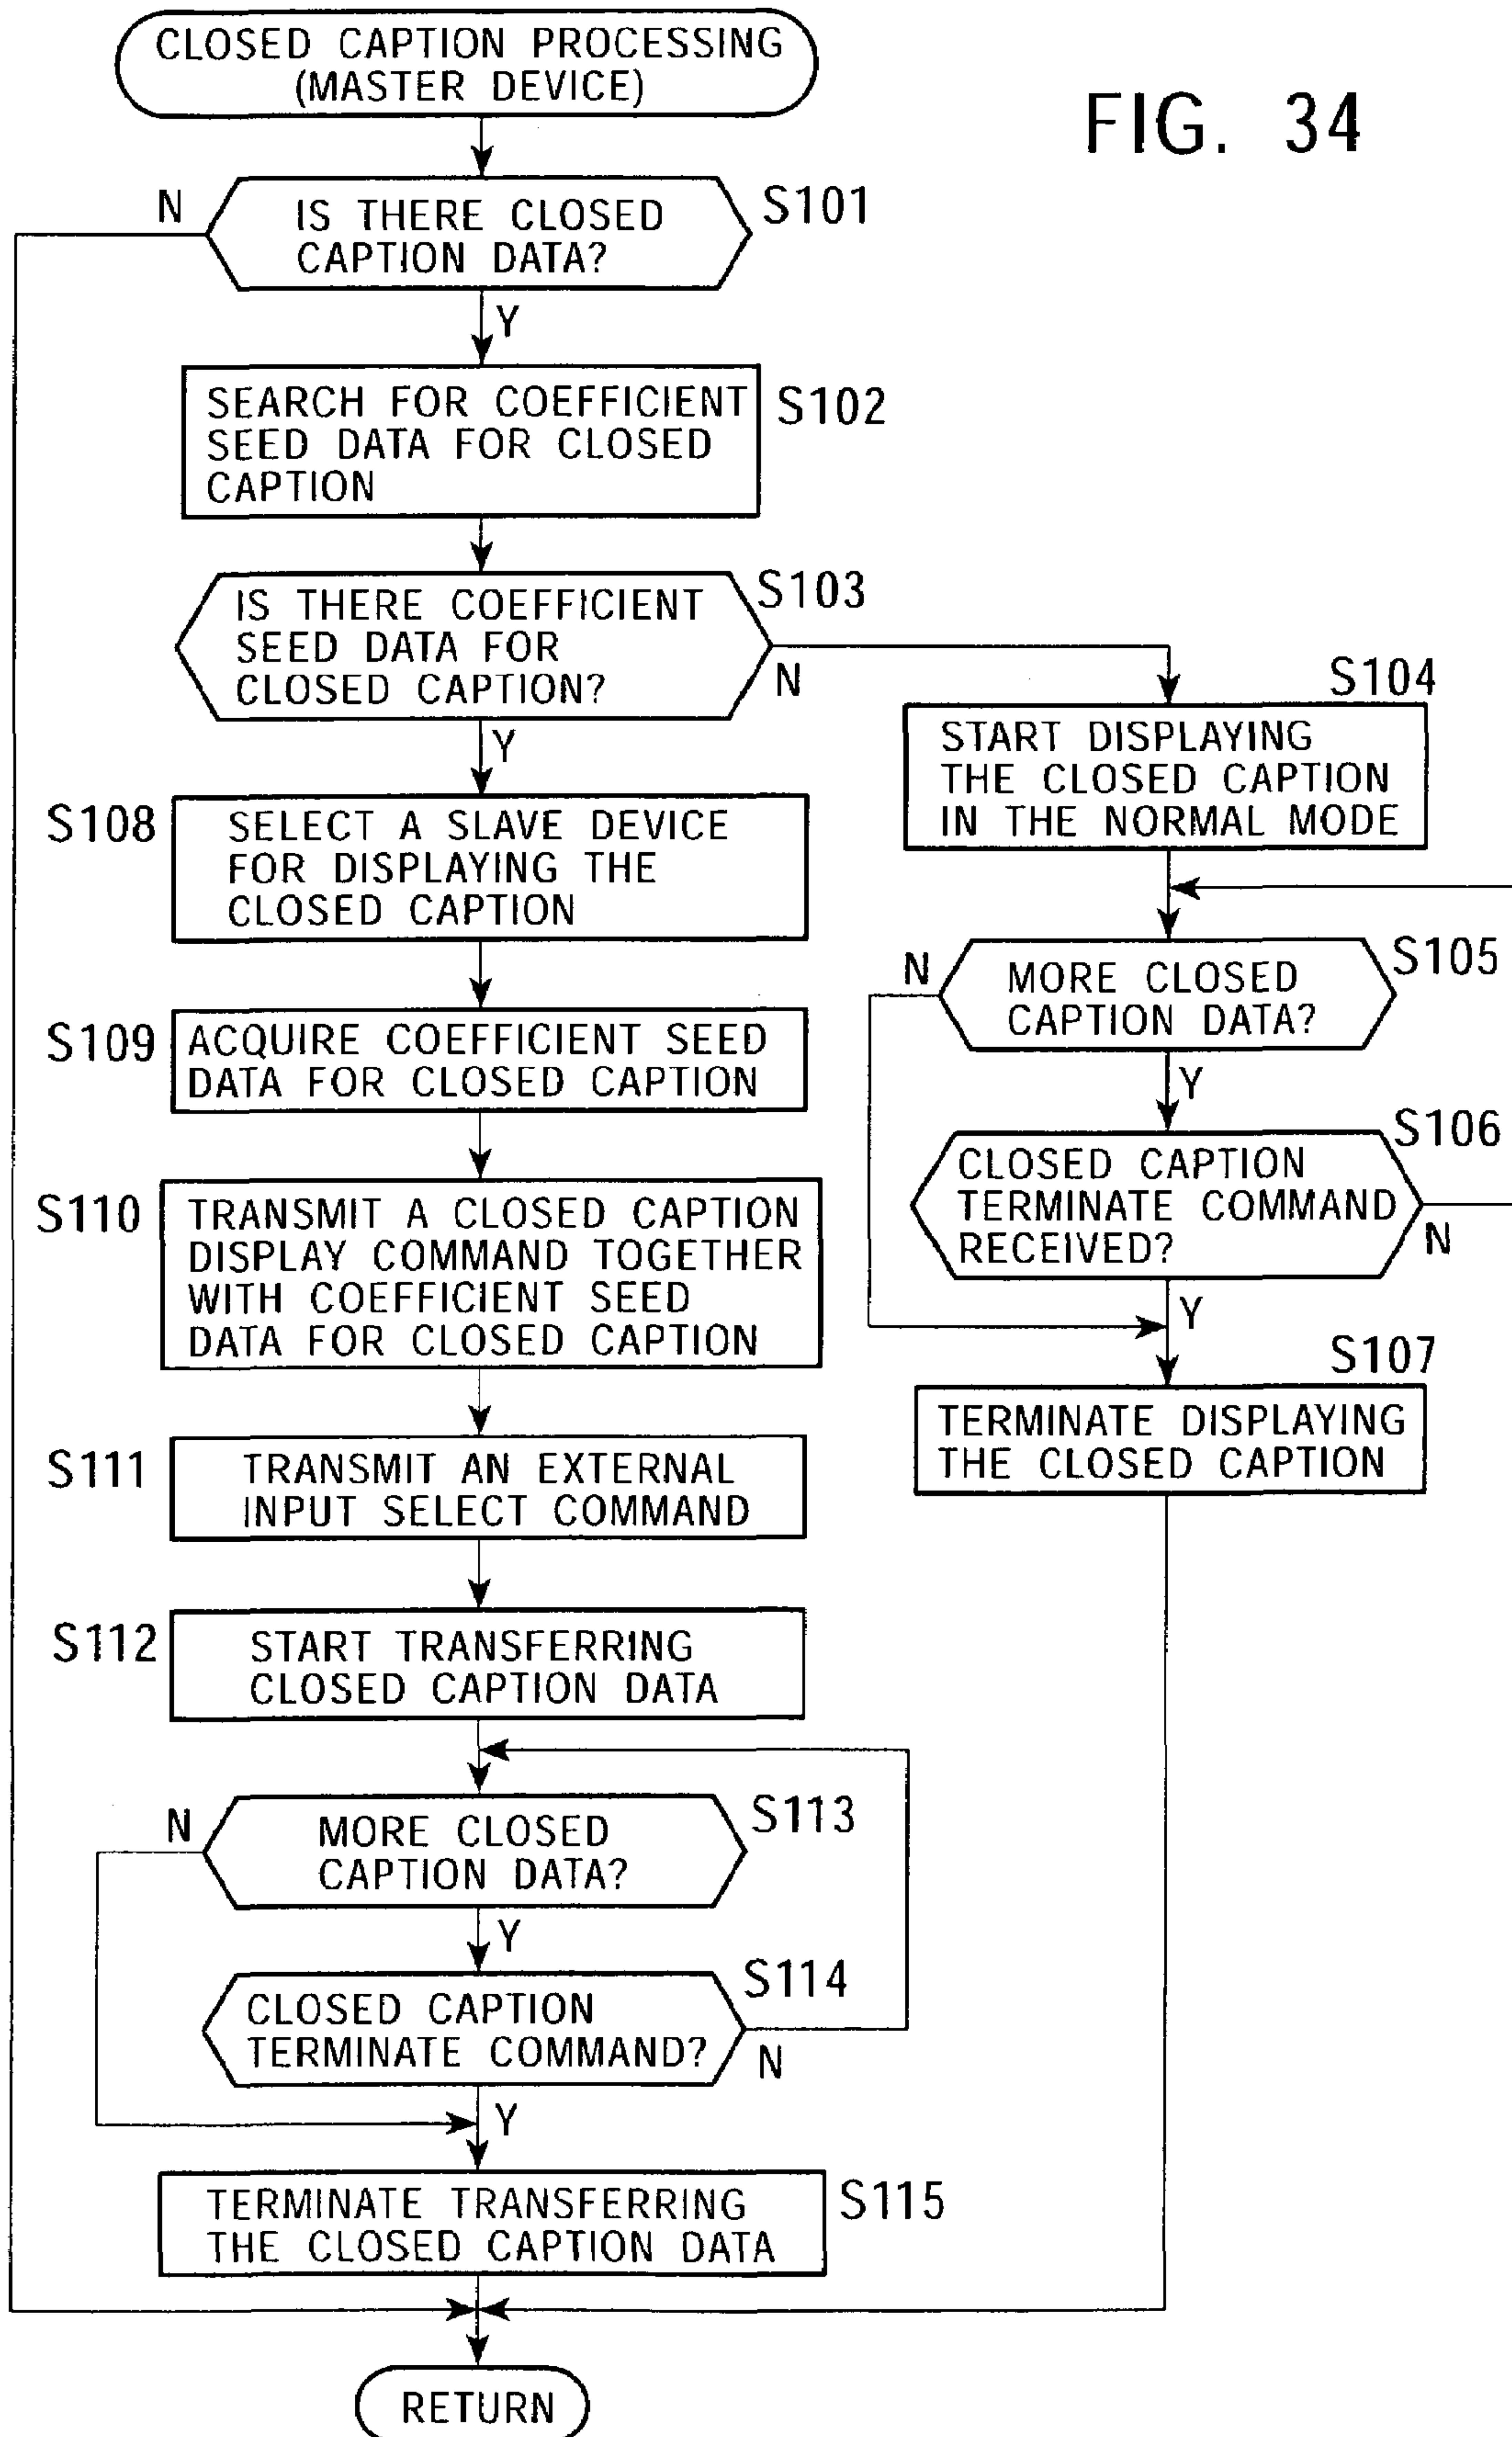 CLOSED CAPTION PROCESSING
(MASTER DEVICE)
FIG. 34
N
IS THERE CLOSED
CAPTION DATA?
S101
Y
SEARCH FOR COEFFICIENT
SEED DATA FOR CLOSED
CAPTION
S102
IS THERE COEFFICIENT
SEED DATA FOR
CLOSED CAPTION?
S103
N
Y
S104
START DISPLAYING
THE CLOSED CAPTION
IN THE NORMAL MODE
S108
SELECT A SLAVE DEVICE
FOR DISPLAYING THE
CLOSED CAPTION
N
MORE CLOSED
CAPTION DATA?
S105
Y
S109
ACQUIRE COEFFICIENT SEED
DATA FOR CLOSED CAPTION
CLOSED CAPTION
TERMINATE COMMAND
RECEIVED?
S106
N
Y
S110
TRANSMIT A CLOSED CAPTION
DISPLAY COMMAND TOGETHER
WITH COEFFICIENT SEED
DATA FOR CLOSED CAPTION
S107
TERMINATE DISPLAYING
THE CLOSED CAPTION
S111
TRANSMIT AN EXTERNAL
INPUT SELECT COMMAND
S112
START TRANSFERRING
CLOSED CAPTION DATA
N
MORE CLOSED
CAPTION DATA?
S113
Y
CLOSED CAPTION
TERMINATE COMMAND?
S114
N
Y
TERMINATE TRANSFERRING
THE CLOSED CAPTION DATA
S115
RETURN